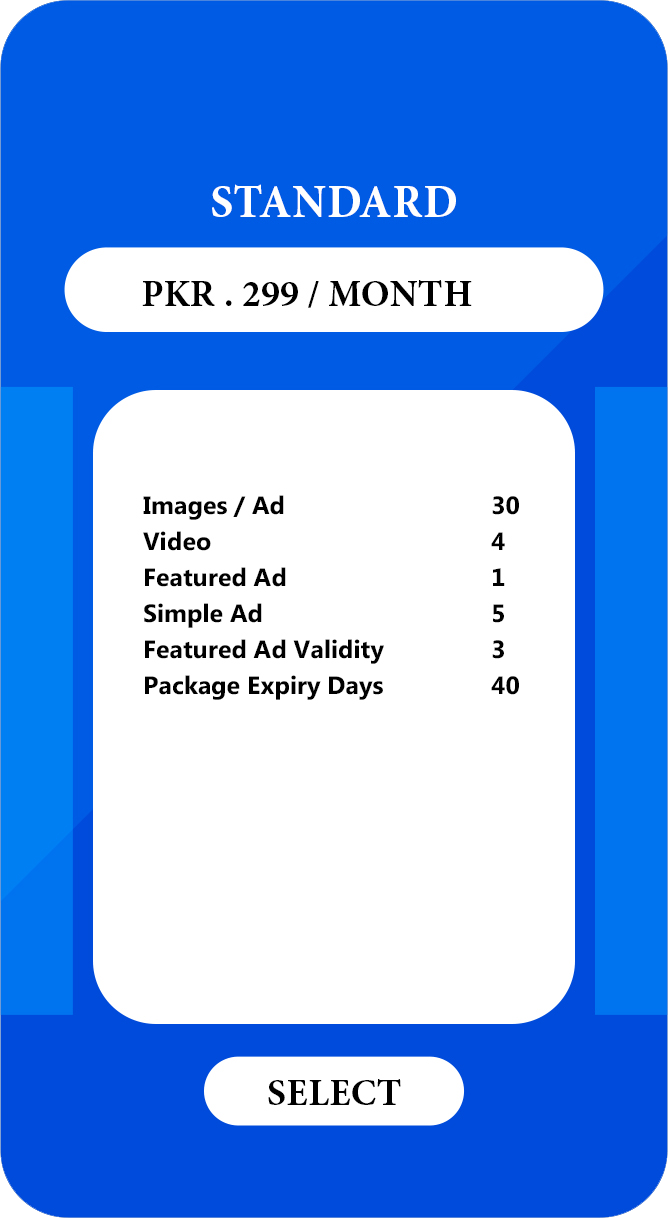 STANDARD
PKR . 299 / MONTH
Images / Ad 30
Video 4
Featured Ad 1
Simple Ad 5
Featured Ad Validity 3
Package Expiry Days 40
SELECT